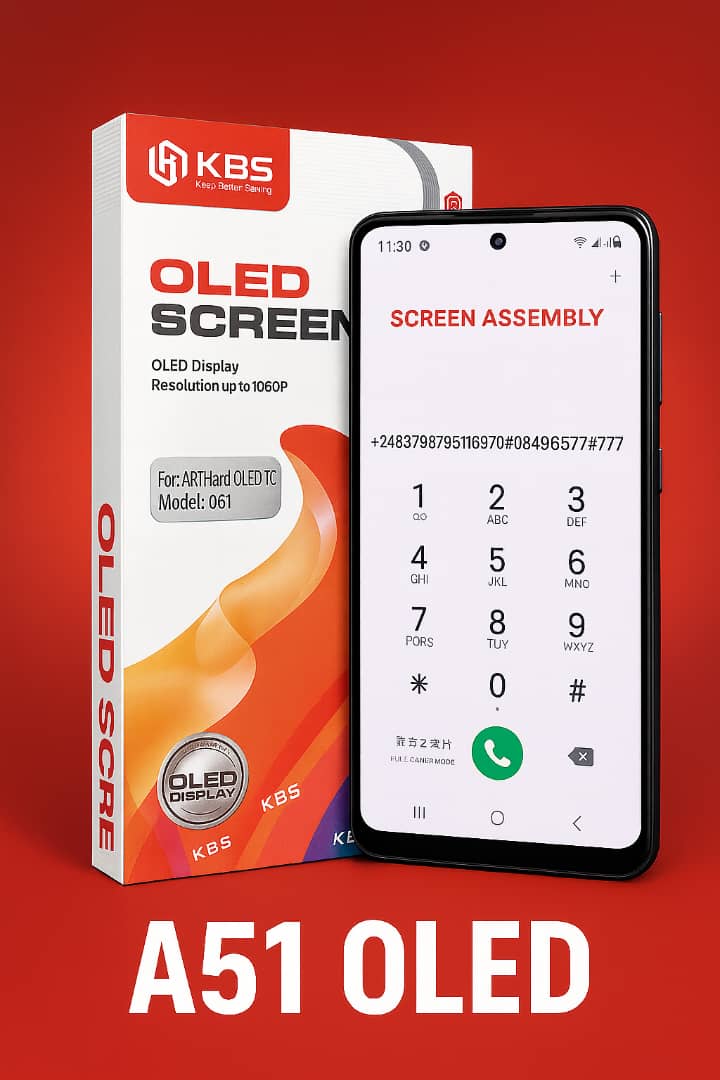 KBS
Keep Better Serving
OLED
SCREEN
OLED Display
Resolution up to 1060P
For: ARTHard OLED TC
Model: 061
OLED SCRE
OLED
DISPLAY
KBS
KBS
11:30
+
SCREEN ASSEMBLY
+2483798795116970#08496577#777
1 2 3
ABC DEF
4 5 6
GHI JKL MNO
7 8 9
PORS TUY WXYZ
* 0 #
A51 OLED